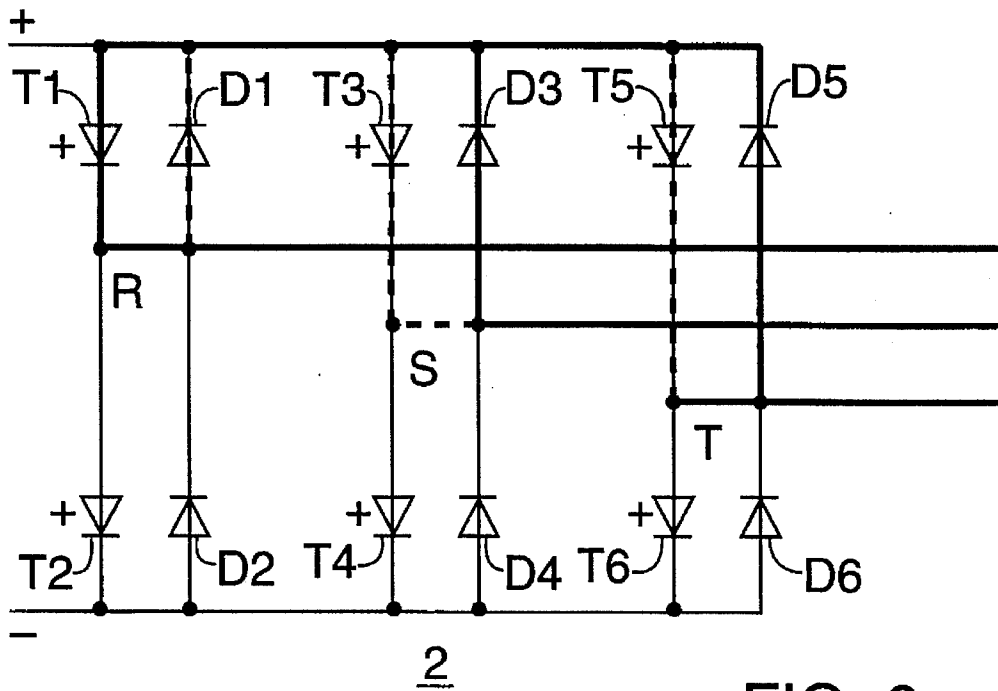 +
T1 D1 T3 D3 T5 D5
+ + +
R
S
T
+ + +
T2 D2 T4 D4 T6 D6
−
2